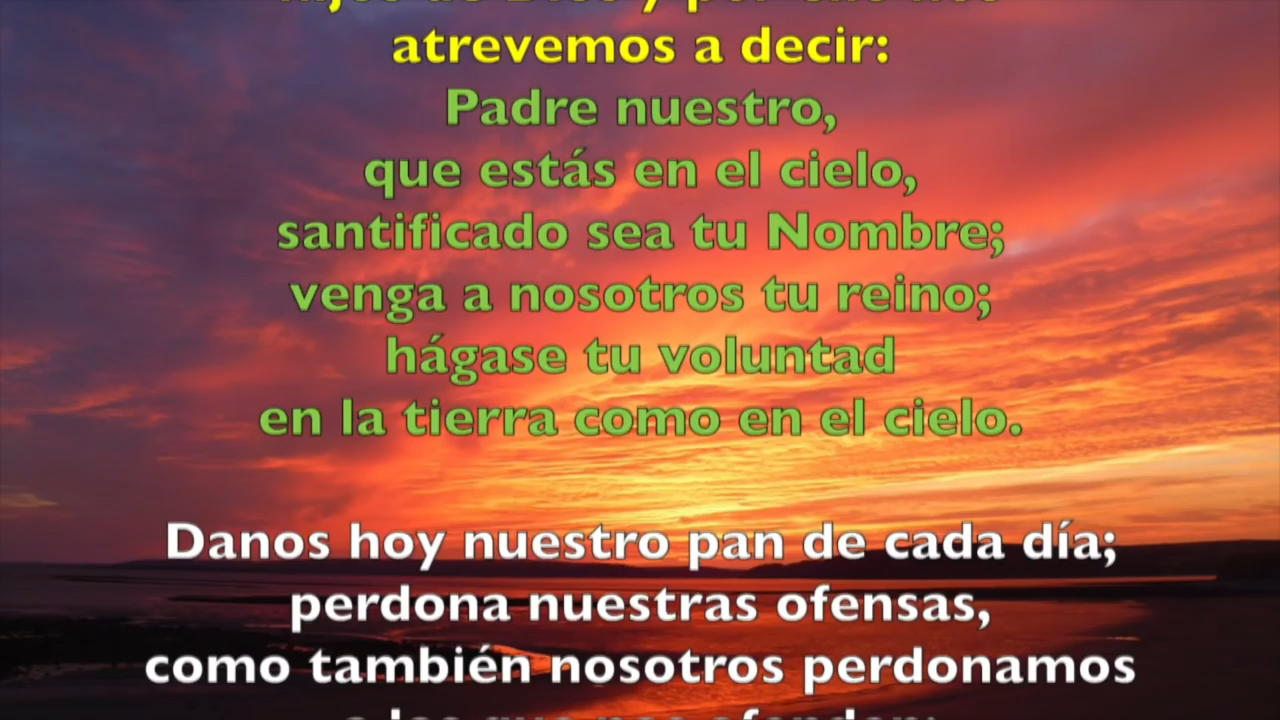 atrevemos a decir:
Padre nuestro,
que estás en el cielo,
santificado sea tu Nombre;
venga a nosotros tu reino;
hágase tu voluntad
en la tierra como en el cielo.
Danos hoy nuestro pan de cada día;
perdona nuestras ofensas,
como también nosotros perdonamos